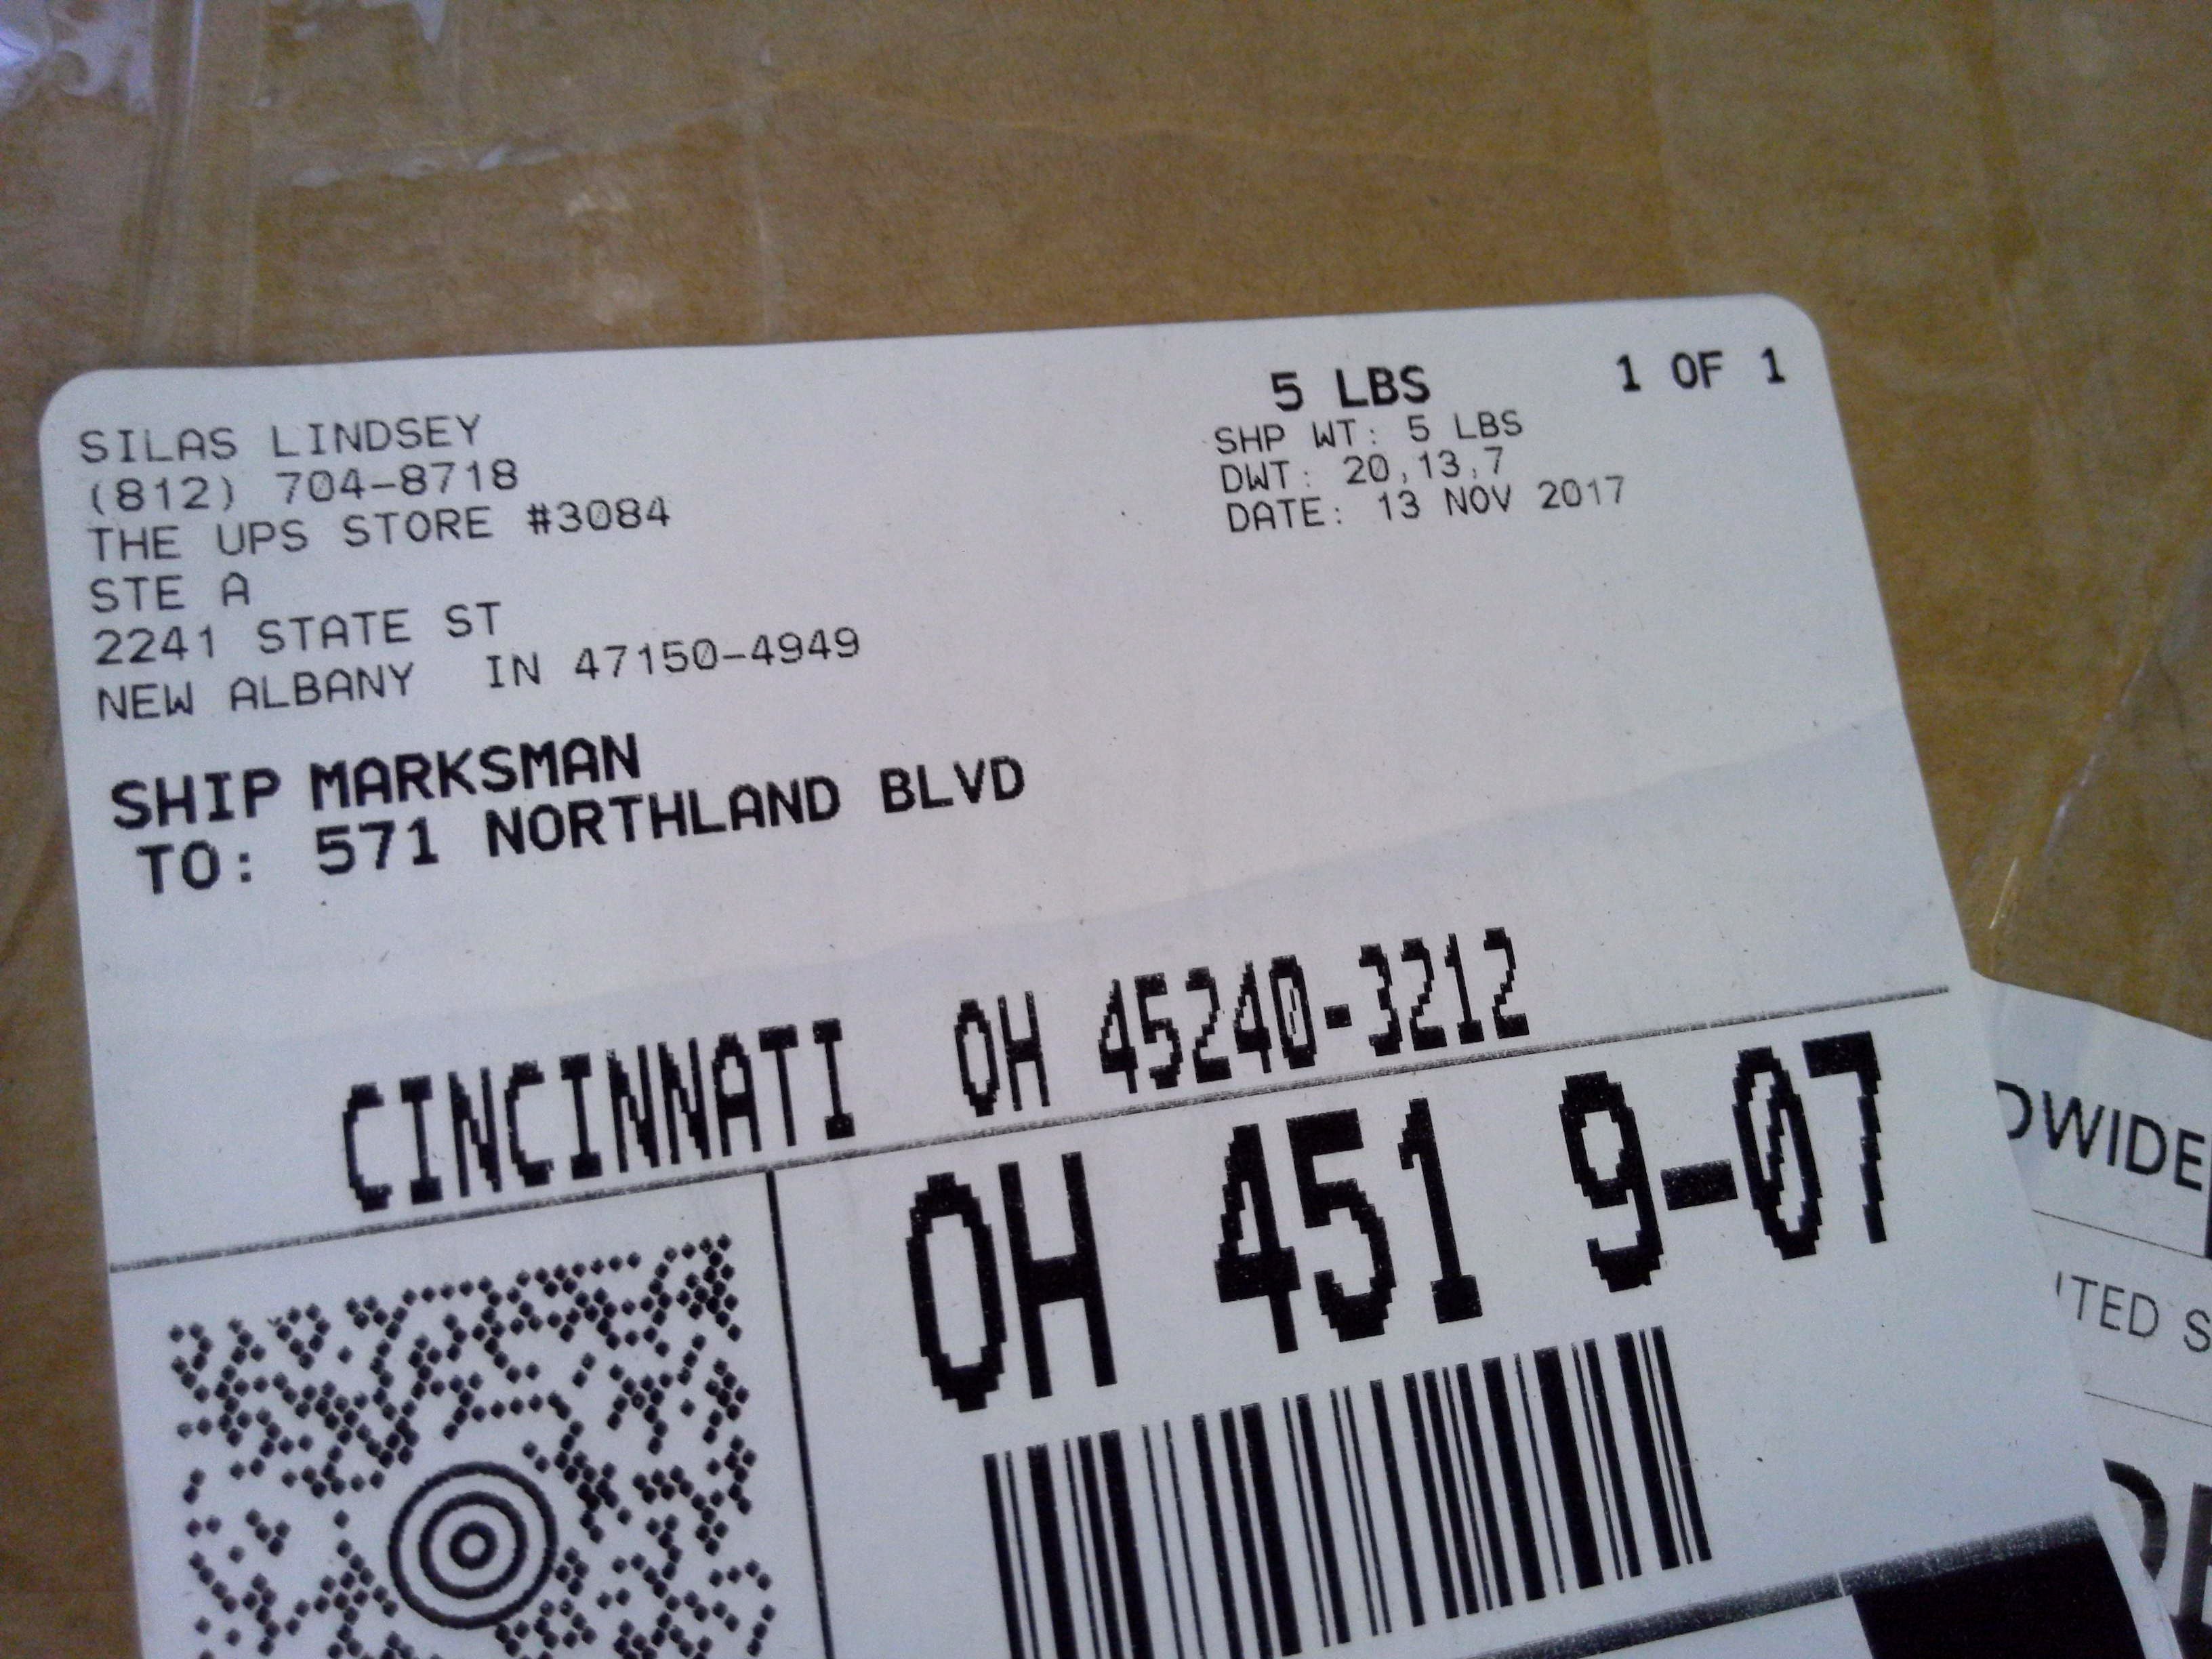 SILAS LINDSEY
(812) 704-8718
THE UPS STORE #3084
STE A
2241 STATE ST
NEW ALBANY IN 47150-4949
5 LBS 1 OF 1
SHP WT: 5 LBS
DWT: 20,13,7
DATE: 13 NOV 2017
SHIP MARKSMAN
TO: 571 NORTHLAND BLVD
CINCINNATI OH 45240-3212
OH 451 9-07
DWIDE
ITED S